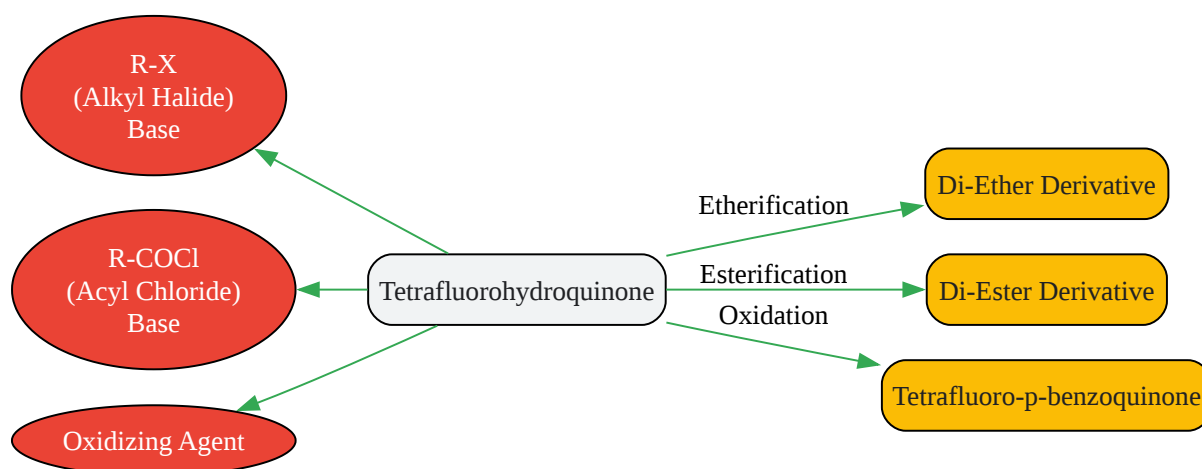 R-X
(Alkyl Halide)
Base
R-COCl
(Acyl Chloride)
Base
Oxidizing Agent
Tetrafluorohydroquinone
Etherification
Esterification
Oxidation
Di-Ether Derivative
Di-Ester Derivative
Tetrafluoro-p-benzoquinone